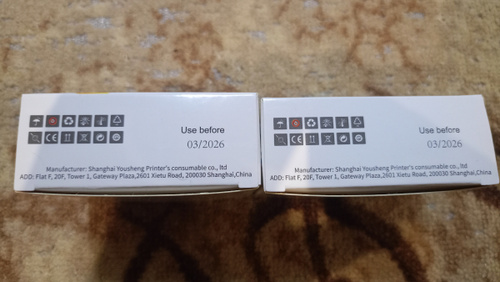 Use before
03/2026
Manufacturer: Shanghai Yousheng Printer's consumable co., ltd
ADD: Flat F, 20F, Tower 1, Gateway Plaza,2601 Xietu Road, 200030 Shanghai,China
Use before
03/2026
Manufacturer: Shanghai Yousheng Printer's consumable co., ltd
ADD: Flat F, 20F, Tower 1, Gateway Plaza,2601 Xietu Road, 200030 Shanghai,China